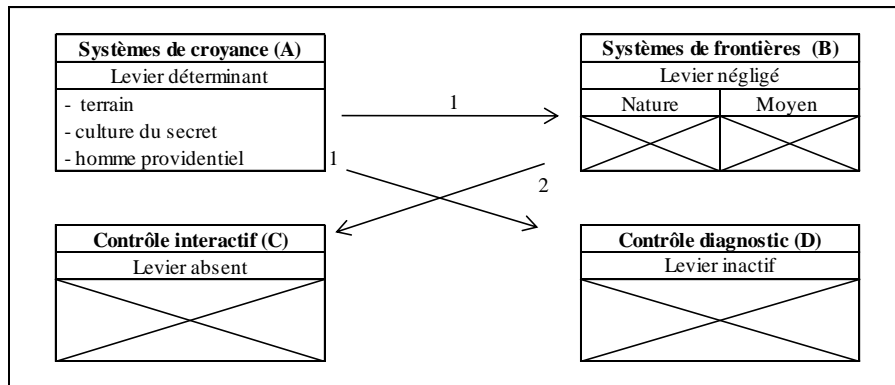 Systèmes de croyance (A)
Levier déterminant
- terrain
- culture du secret
- homme providentiel
1
Systèmes de frontières (B)
Levier négligé
Nature
Moyen
1
2
Contrôle interactif (C)
Levier absent
Contrôle diagnostic (D)
Levier inactif